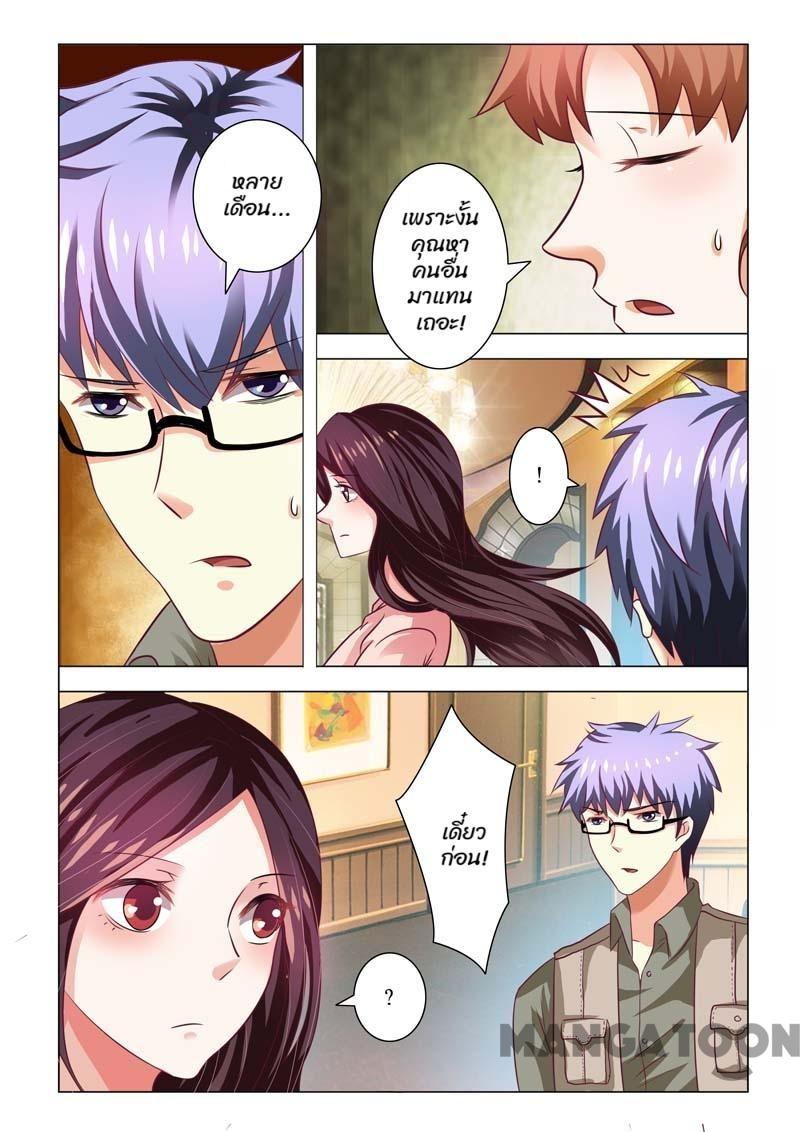 หลาย
เดือน...
เพราะงั้น
คุณหา
คนอื่น
มาแทน
เถอะ!
!
เดี๋ยว
ก่อน!
?
MANGATOON